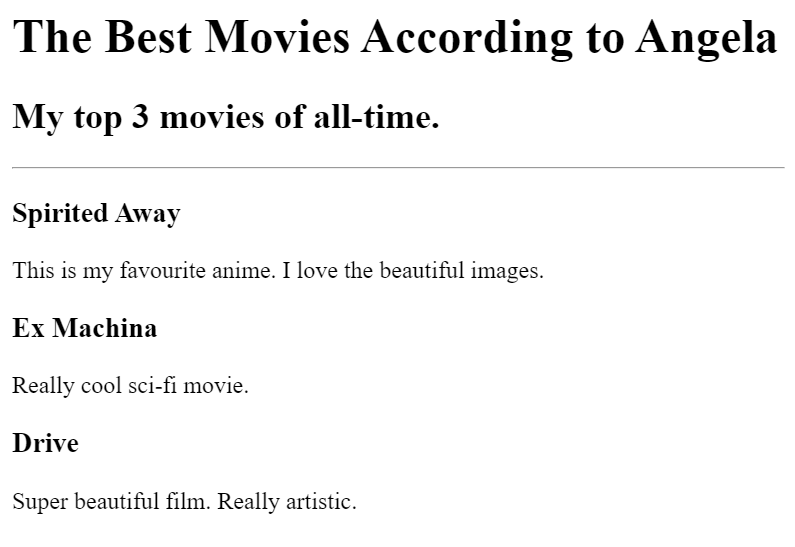 The Best Movies According to Angela
My top 3 movies of all-time.
Spirited Away
This is my favourite anime. I love the beautiful images.
Ex Machina
Really cool sci-fi movie.
Drive
Super beautiful film. Really artistic.